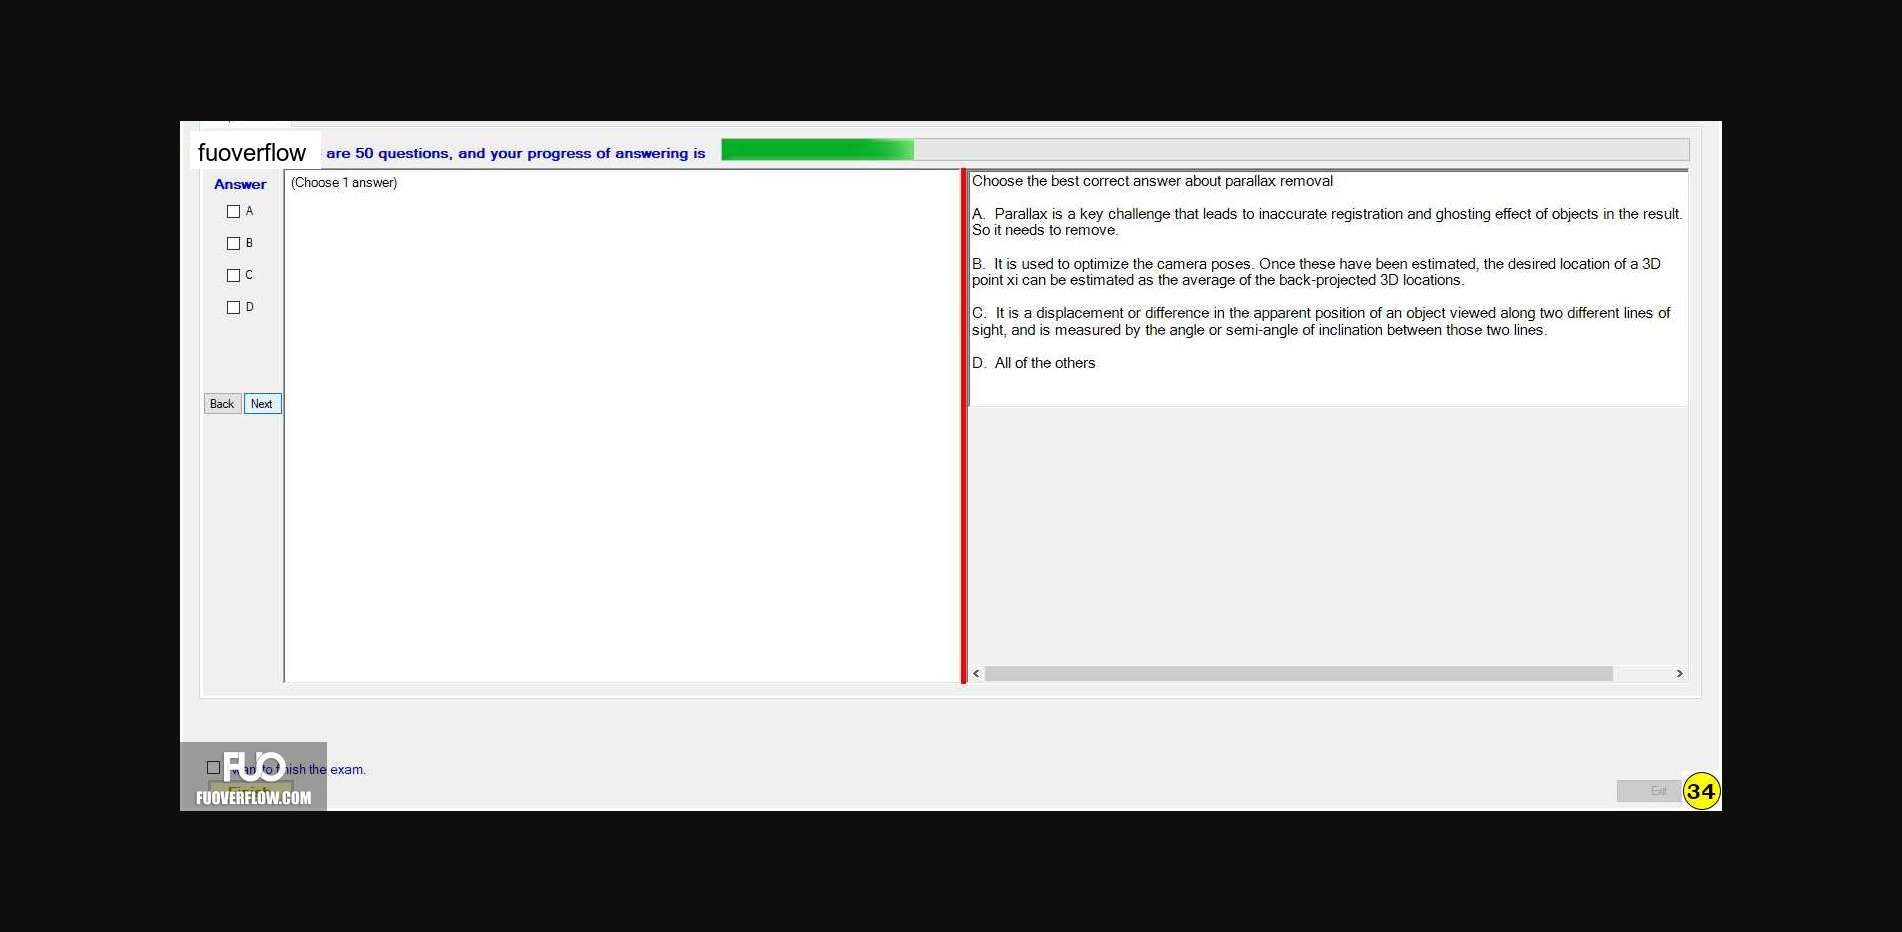 fuoverflow are 50 questions, and your progress of answering is
Answer
(Choose 1 answer)
A
B
C
D
Back Next
Choose the best correct answer about parallax removal
A. Parallax is a key challenge that leads to inaccurate registration and ghosting effect of objects in the result.
So it needs to remove.
B. It is used to optimize the camera poses. Once these have been estimated, the desired location of a 3D
point xi can be estimated as the average of the back-projected 3D locations.
C. It is a displacement or difference in the apparent position of an object viewed along two different lines of
sight, and is measured by the angle or semi-angle of inclination between those two lines.
D. All of the others
FUO
want to finish the exam.
Finish
FUOVERFLOW.COM
Exit
34